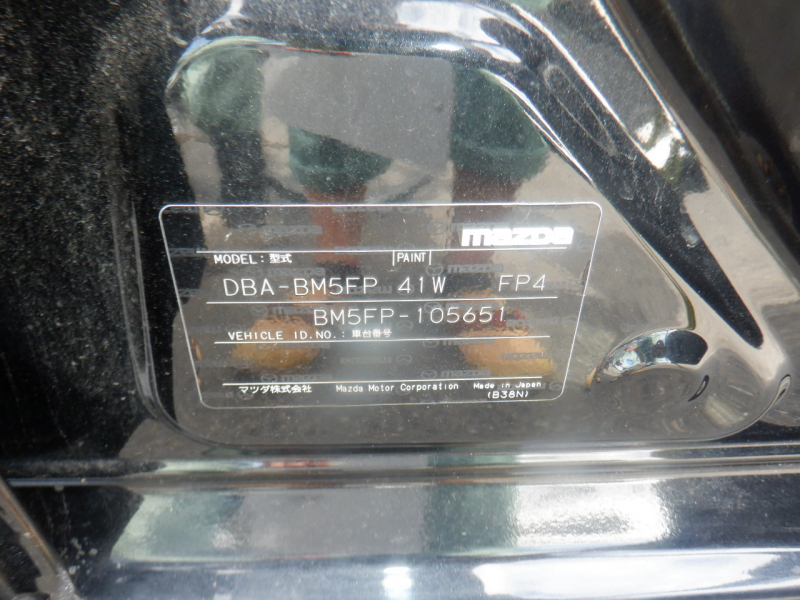 mazda
MODEL:型式 PAINT
DBA-BM5FP 41W FP4
BM5FP-105651
VEHICLE ID.NO.:車台番号
マツダ株式会社 Mazda Motor Corporation Made in Japan
(B38N)